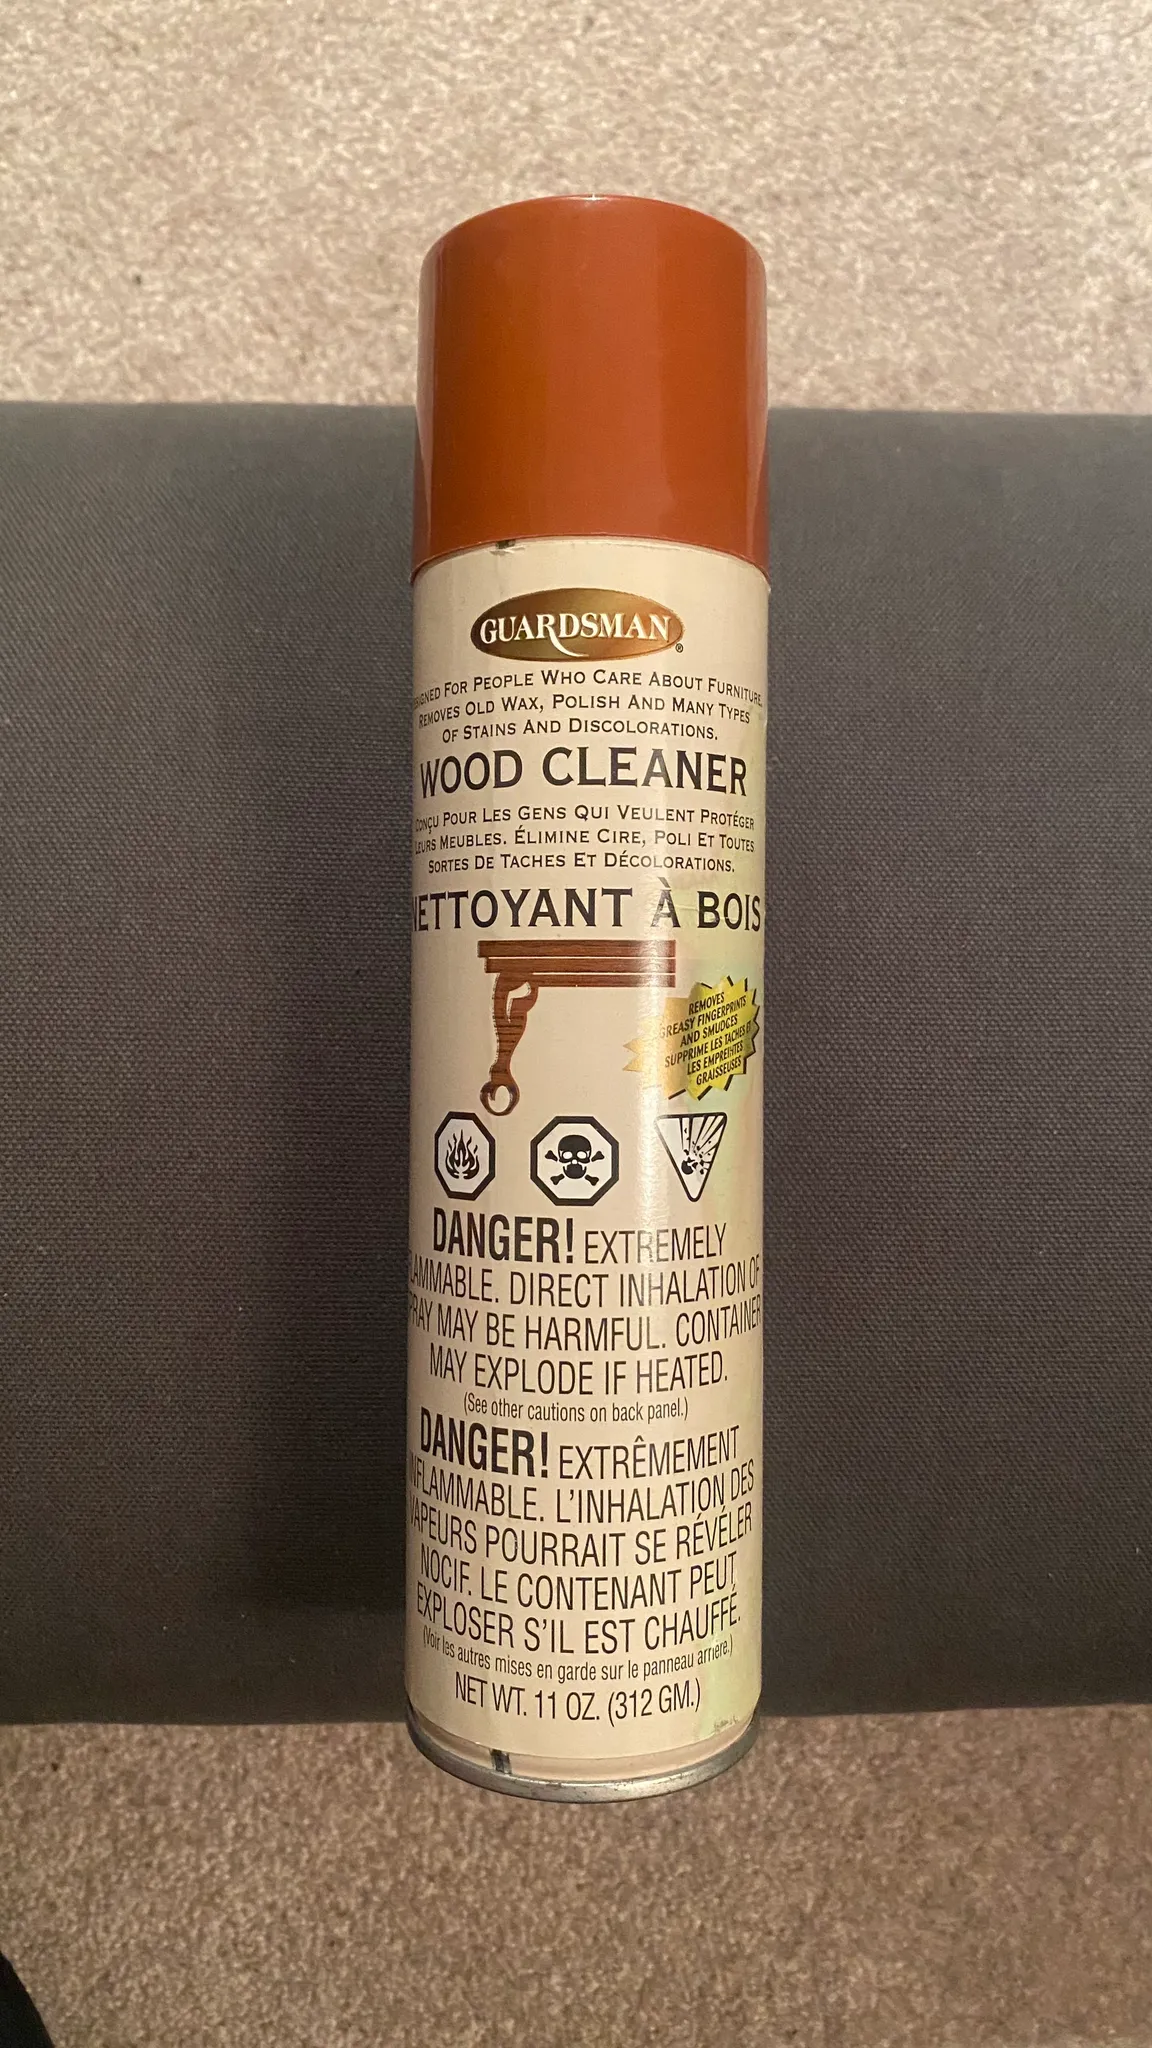 GUARDSMAN®
FOR PEOPLE WHO CARE ABOUT FURNITURE.
REMOVES OLD WAX, POLISH AND MANY TYPES
OF STAINS AND DISCOLORATIONS.
WOOD CLEANER
CONÇU POUR LES GENS QUI VEULENT PROTÉGER
LEURS MEUBLES. ÉLIMINE CIRE, POLI ET TOUTES
SORTES DE TACHES ET DÉCOLORATIONS.
NETTOYANT À BOIS
REMOVES
GREASY FINGERPRINTS
AND SMUDGES
SUPPRIME LES TACHES ET
LES EMPREINTES
GRAISSEUSES
DANGER! EXTREMELY
FLAMMABLE. DIRECT INHALATION OF
SPRAY MAY BE HARMFUL. CONTAINER
MAY EXPLODE IF HEATED.
(See other cautions on back panel.)
DANGER! EXTRÊMEMENT
INFLAMMABLE. L'INHALATION DES
VAPEURS POURRAIT SE RÉVÉLER
NOCIF. LE CONTENANT PEUT
EXPLOSER S'IL EST CHAUFFÉ.
(Voir les autres mises en garde sur le panneau arriere.)
NET WT. 11 OZ. (312 GM.)